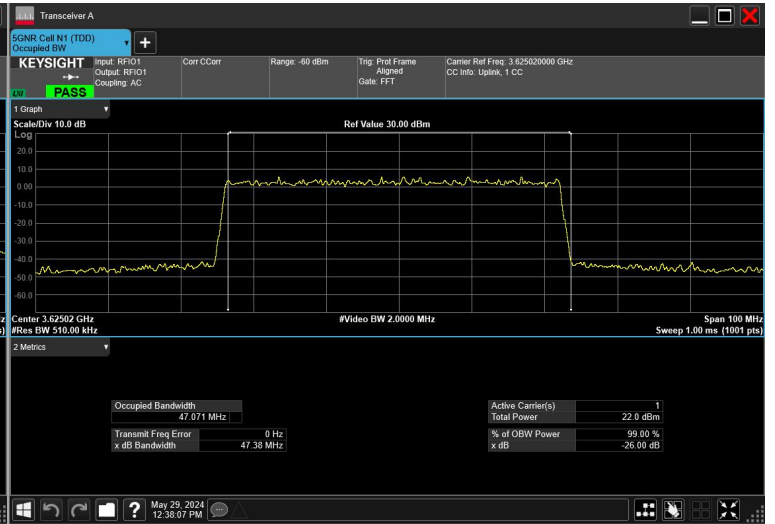 Transceiver A
5GNR Cell N1 (TDD)
Occupied BW
KEYSIGHT
PASS
Input: RFIO1
Output: RFIO1
Coupling: AC
Corr CCorr
Range: -60 dBm
Trig: Prot Frame
Aligned
Gate: FFT
Carrier Ref Freq: 3.625020000 GHz
CC Info: Uplink, 1 CC
1 Graph
Scale/Div 10.0 dB
Ref Value 30.00 dBm
Log
20.0
10.0
0.00
-10.0
-20.0
-30.0
-40.0
-50.0
-60.0
Center 3.62502 GHz
#Video BW 2.0000 MHz
Span 100 MHz
#Res BW 510.00 kHz
Sweep 1.00 ms (1001 pts)
2 Metrics
Occupied Bandwidth
47.071 MHz
Transmit Freq Error 0 Hz
x dB Bandwidth 47.38 MHz
Active Carrier(s) 1
Total Power 22.0 dBm
% of OBW Power 99.00 %
x dB -26.00 dB
May 29, 2024
12:38:07 PM